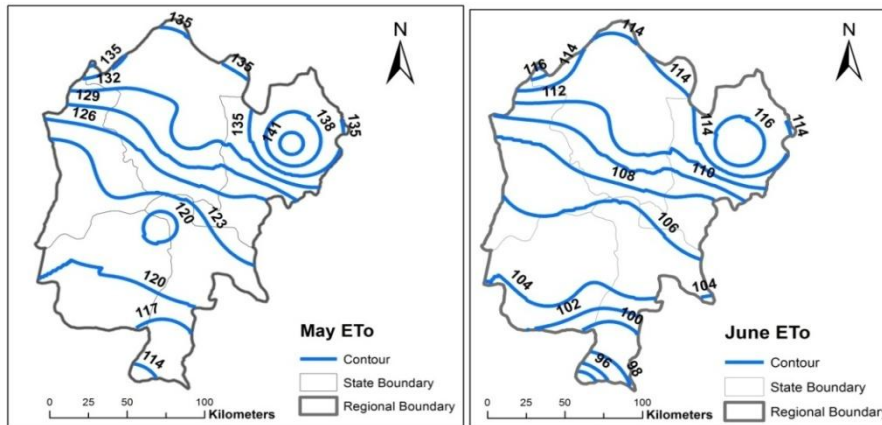 135
N
135
132
135
129
126
135
141
138
135
120
123
120
117
114
May ETo
Contour
State Boundary
Regional Boundary
0 25 50 100
Kilometers
114
N
116
114
112
114
114
116
114
110
108
106
104
104
102
100
96
98
June ETo
Contour
State Boundary
Regional Boundary
0 25 50 100
Kilometers